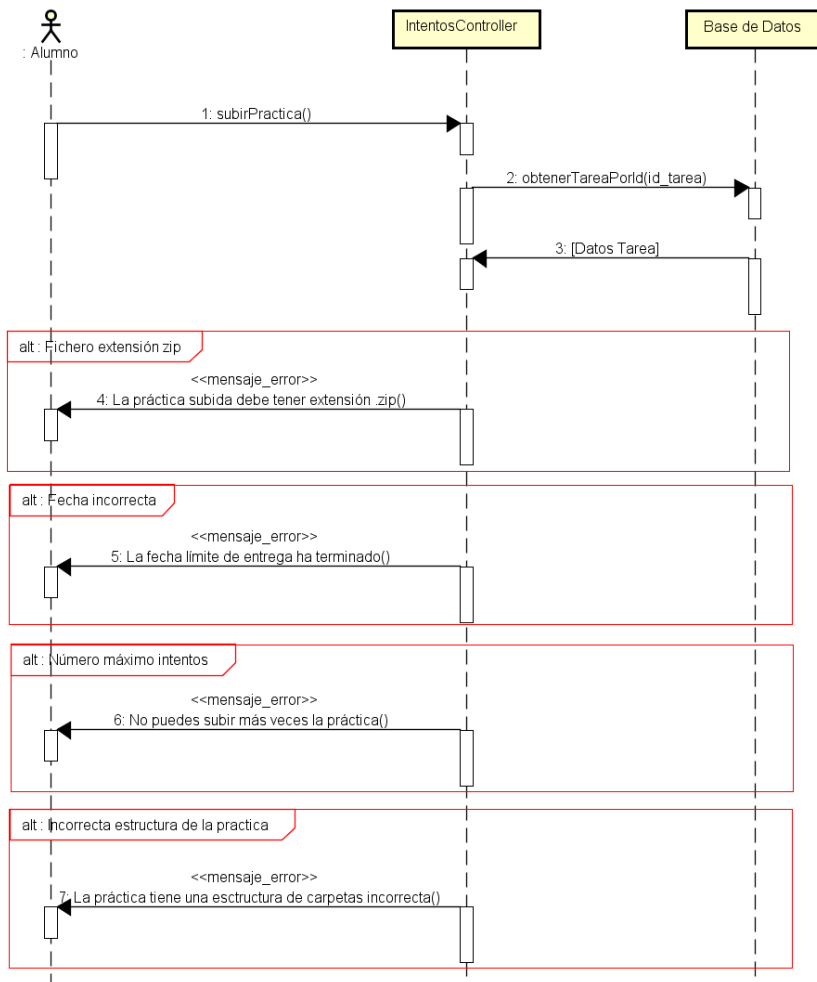 : Alumno
IntentosController
Base de Datos
1: subirPractica()
2: obtenerTareaPorId(id_tarea)
3: [Datos Tarea]
alt : Fichero extensión zip
<<mensaje_error>>
4: La práctica subida debe tener extensión .zip()
alt : Fecha incorrecta
<<mensaje_error>>
5: La fecha límite de entrega ha terminado()
alt : Número máximo intentos
<<mensaje_error>>
6: No puedes subir más veces la práctica()
alt : Incorrecta estructura de la practica
<<mensaje_error>>
7: La práctica tiene una esctructura de carpetas incorrecta()